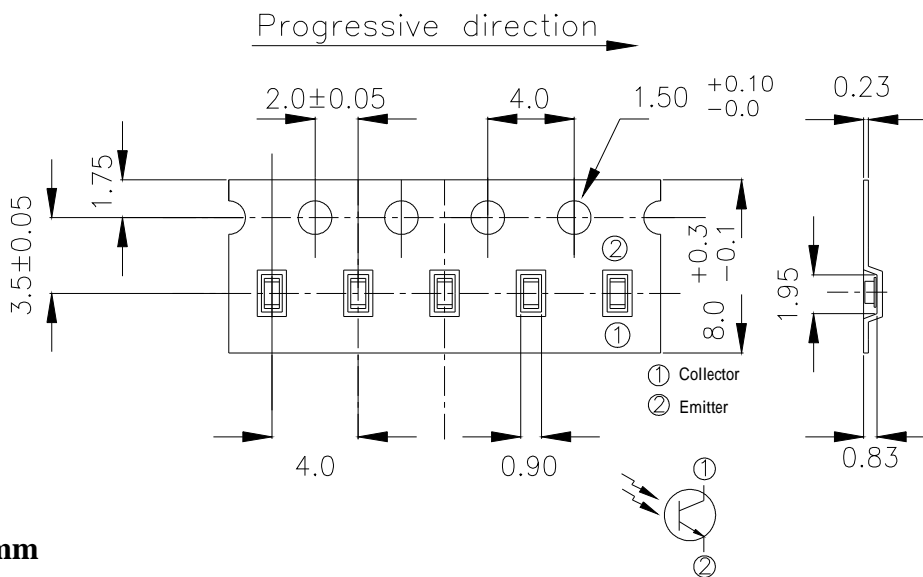 Progressive direction
2.0±0.05
4.0
1.50 +0.10 -0.0
0.23
1.75
3.5±0.05
②
①
8.0 +0.3 -0.1
1.95
① Collector
② Emitter
4.0
0.90
0.83
①
②
mm